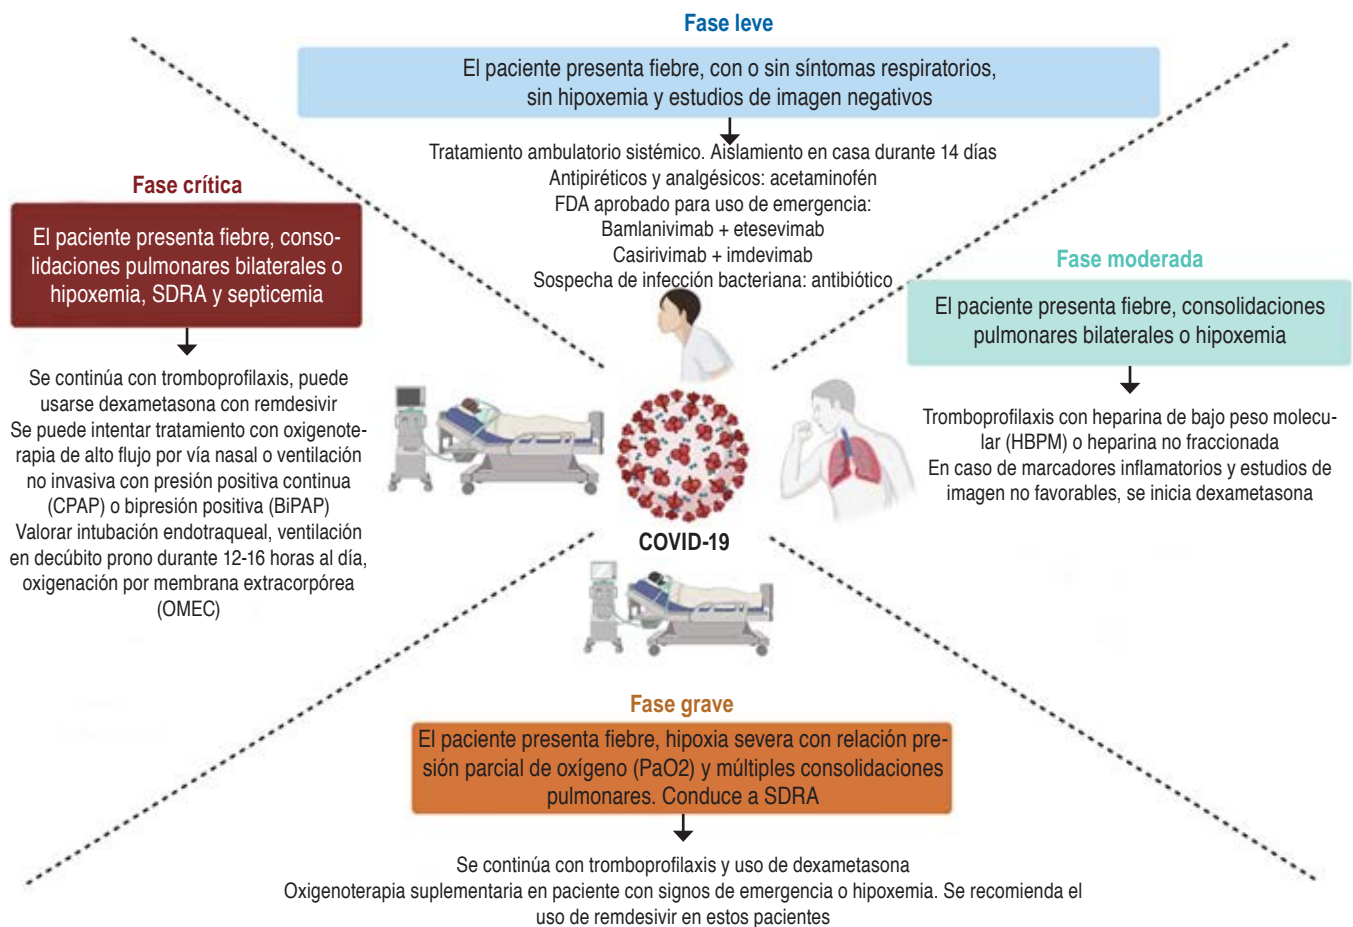 Fase leve
El paciente presenta fiebre, con o sin síntomas respiratorios,
sin hipoxemia y estudios de imagen negativos
Tratamiento ambulatorio sistémico. Aislamiento en casa durante 14 días
Antipiréticos y analgésicos: acetaminofén
FDA aprobado para uso de emergencia:
Bamlanivimab + etesevimab
Casirivimab + imdevimab
Sospecha de infección bacteriana: antibiótico
Fase crítica
El paciente presenta fiebre, conso-
lidaciones pulmonares bilaterales o
hipoxemia, SDRA y septicemia
Se continúa con tromboprofilaxis, puede
usarse dexametasona con remdesivir
Se puede intentar tratamiento con oxigenote-
rapia de alto flujo por vía nasal o ventilación
no invasiva con presión positiva continua
(CPAP) o bipresión positiva (BiPAP)
Valorar intubación endotraqueal, ventilación
en decúbito prono durante 12-16 horas al día,
oxigenación por membrana extracorpórea
(OMEC)
Fase moderada
El paciente presenta fiebre, consolidaciones
pulmonares bilaterales o hipoxemia
Tromboprofilaxis con heparina de bajo peso molecu-
lar (HBPM) o heparina no fraccionada
En caso de marcadores inflamatorios y estudios de
imagen no favorables, se inicia dexametasona
COVID-19
Fase grave
El paciente presenta fiebre, hipoxia severa con relación pre-
sión parcial de oxígeno (PaO2) y múltiples consolidaciones
pulmonares. Conduce a SDRA
Se continúa con tromboprofilaxis y uso de dexametasona
Oxigenoterapia suplementaria en paciente con signos de emergencia o hipoxemia. Se recomienda el
uso de remdesivir en estos pacientes